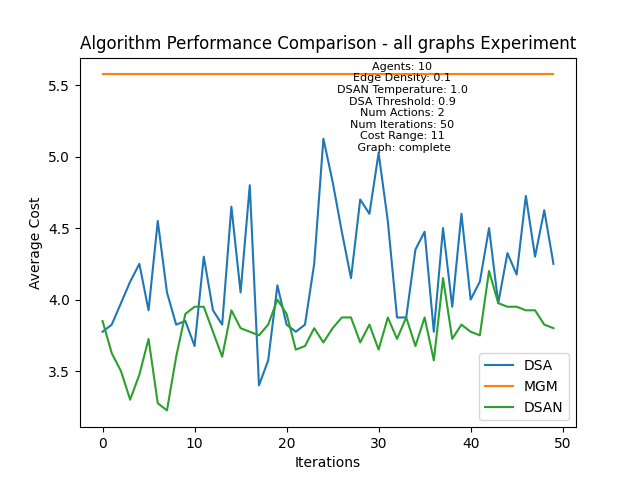 Algorithm Performance Comparison - all graphs Experiment
Agents: 10
Edge Density: 0.1
DSAN Temperature: 1.0
DSA Threshold: 0.9
Num Actions: 2
Num Iterations: 50
Cost Range: 11
Graph: complete
5.5
5.0
4.5
4.0
3.5
Average Cost
0
10
20
30
40
50
Iterations
DSA
MGM
DSAN